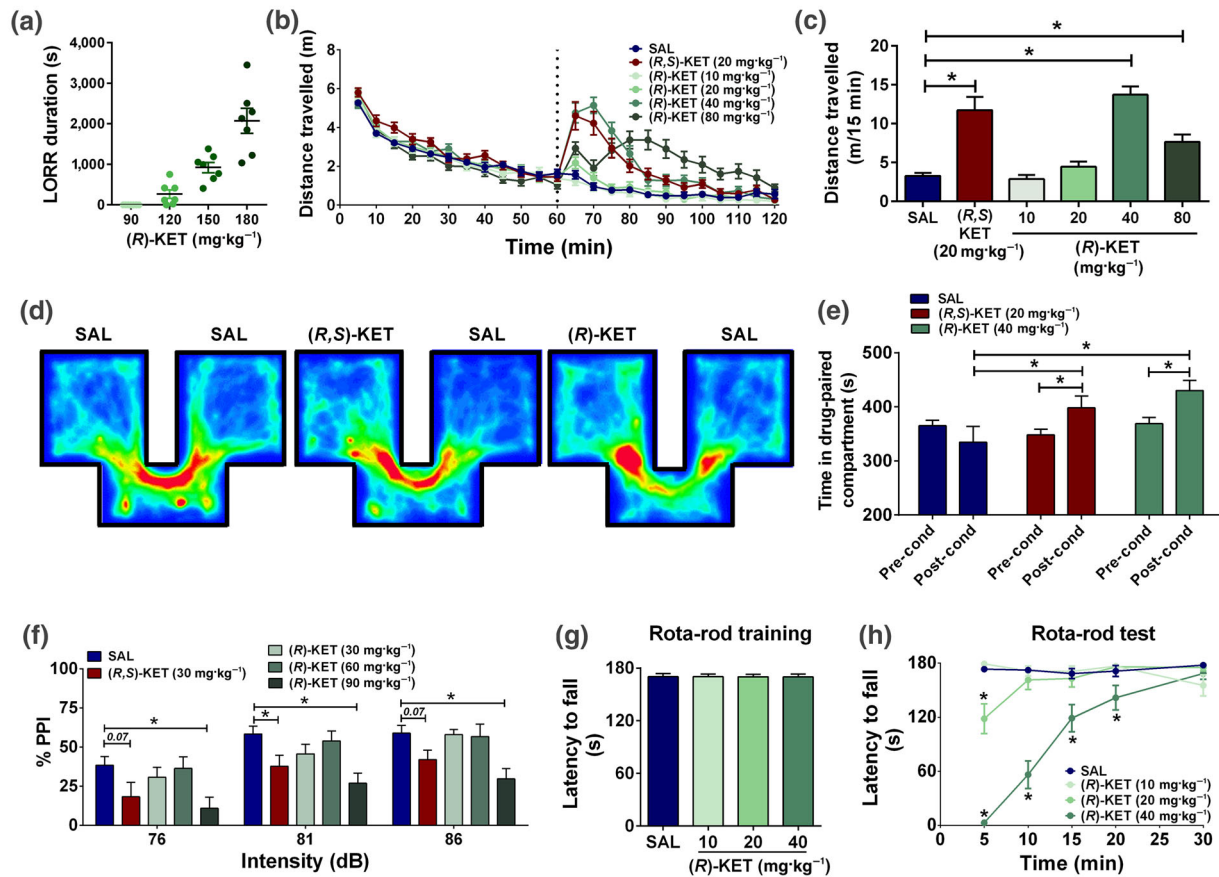 (a)
LORR duration (s)
4,000
3,000
2,000
1,000
0
90 120 150 180
(R)-KET (mg·kg⁻¹)
(b)
Distance travelled (m)
8
6
4
2
0
0 10 20 30 40 50 60 70 80 90 100 110 120
Time (min)
SAL
(R,S)-KET (20 mg·kg⁻¹)
(R)-KET (10 mg·kg⁻¹)
(R)-KET (20 mg·kg⁻¹)
(R)-KET (40 mg·kg⁻¹)
(R)-KET (80 mg·kg⁻¹)
(c)
Distance travelled
(m/15 min)
20
15
10
5
0
*
*
*
SAL (R,S) 10 20 40 80
KET
(20 mg·kg⁻¹)
(R)-KET
(mg·kg⁻¹)
(d)
SAL SAL (R,S)-KET SAL (R)-KET SAL
(e)
SAL
(R,S)-KET (20 mg·kg⁻¹)
(R)-KET (40 mg·kg⁻¹)
Time in drug-paired
compartment (s)
500
400
300
200
*
*
*
*
Pre-cond Post-cond Pre-cond Post-cond Pre-cond Post-cond
(f)
SAL
(R,S)-KET (30 mg·kg⁻¹)
(R)-KET (30 mg·kg⁻¹)
(R)-KET (60 mg·kg⁻¹)
(R)-KET (90 mg·kg⁻¹)
% PPI
100
75
50
25
0
0.07 *
* *
0.07 *
76 81 86
Intensity (dB)
(g)
Rota-rod training
Latency to fall
(s)
180
120
60
0
SAL 10 20 40
(R)-KET (mg·kg⁻¹)
(h)
Rota-rod test
Latency to fall
(s)
180
120
60
0
*
*
*
*
*
SAL
(R)-KET (10 mg·kg⁻¹)
(R)-KET (20 mg·kg⁻¹)
(R)-KET (40 mg·kg⁻¹)
0 5 10 15 20 30
Time (min)